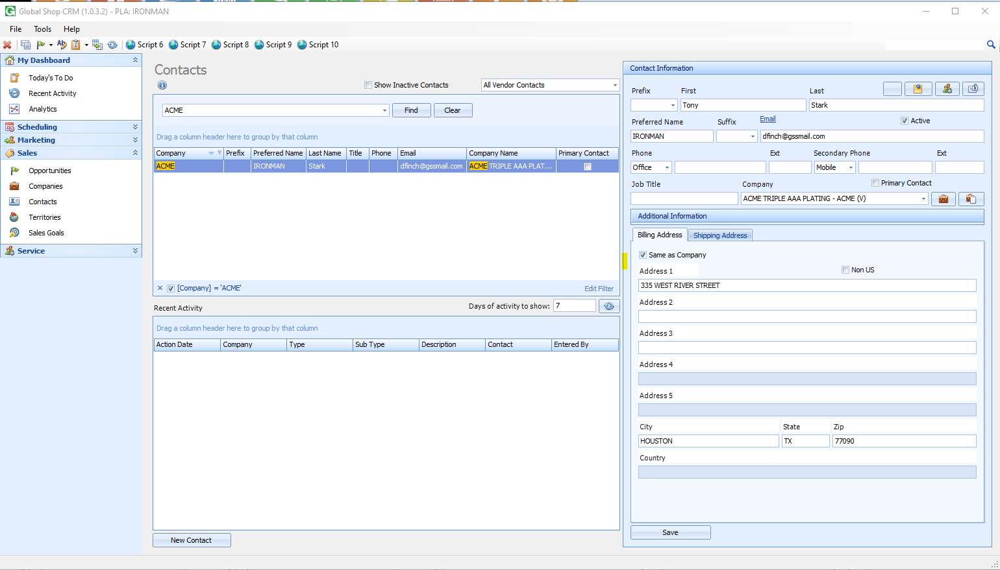 Global Shop CRM (1.0.3.2) - PLA: IRONMAN
File Tools Help
Script 6 Script 7 Script 8 Script 9 Script 10
My Dashboard
Today's To Do
Recent Activity
Analytics
Scheduling
Marketing
Sales
Opportunities
Companies
Contacts
Territories
Sales Goals
Service
Contacts
Show Inactive Contacts
All Vendor Contacts
ACME
Find
Clear
Drag a column header here to group by that column
Company Prefix Preferred Name Last Name Title Phone Email Company Name Primary Contact
ACME IRONMAN Stark dfinch@gssmail.com ACME TRIPLE AAA PLAT...
[Company] = 'ACME'
Edit Filter
Recent Activity
Days of activity to show: 7
Drag a column header here to group by that column
Action Date Company Type Sub Type Description Contact Entered By
New Contact
Contact Information
Prefix First Last
Tony Stark
Preferred Name Suffix Email Active
IRONMAN dfinch@gssmail.com
Phone Ext Secondary Phone Ext
Office Mobile
Job Title Company Primary Contact
ACME TRIPLE AAA PLATING - ACME (V)
Additional Information
Billing Address Shipping Address
Same as Company
Address 1 Non US
335 WEST RIVER STREET
Address 2
Address 3
Address 4
Address 5
City State Zip
HOUSTON TX 77090
Country
Save